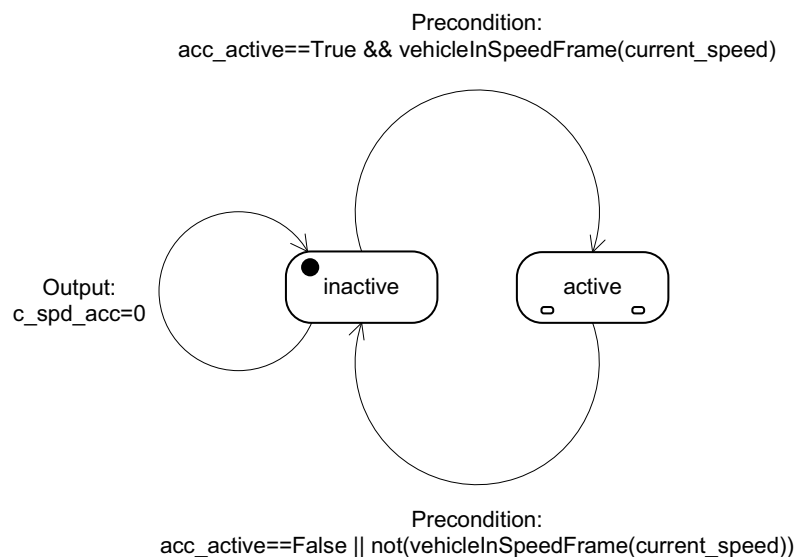 Precondition:
acc_active==True && vehicleInSpeedFrame(current_speed)
Output:
c_spd_acc=0
inactive
active
Precondition:
acc_active==False || not(vehicleInSpeedFrame(current_speed))